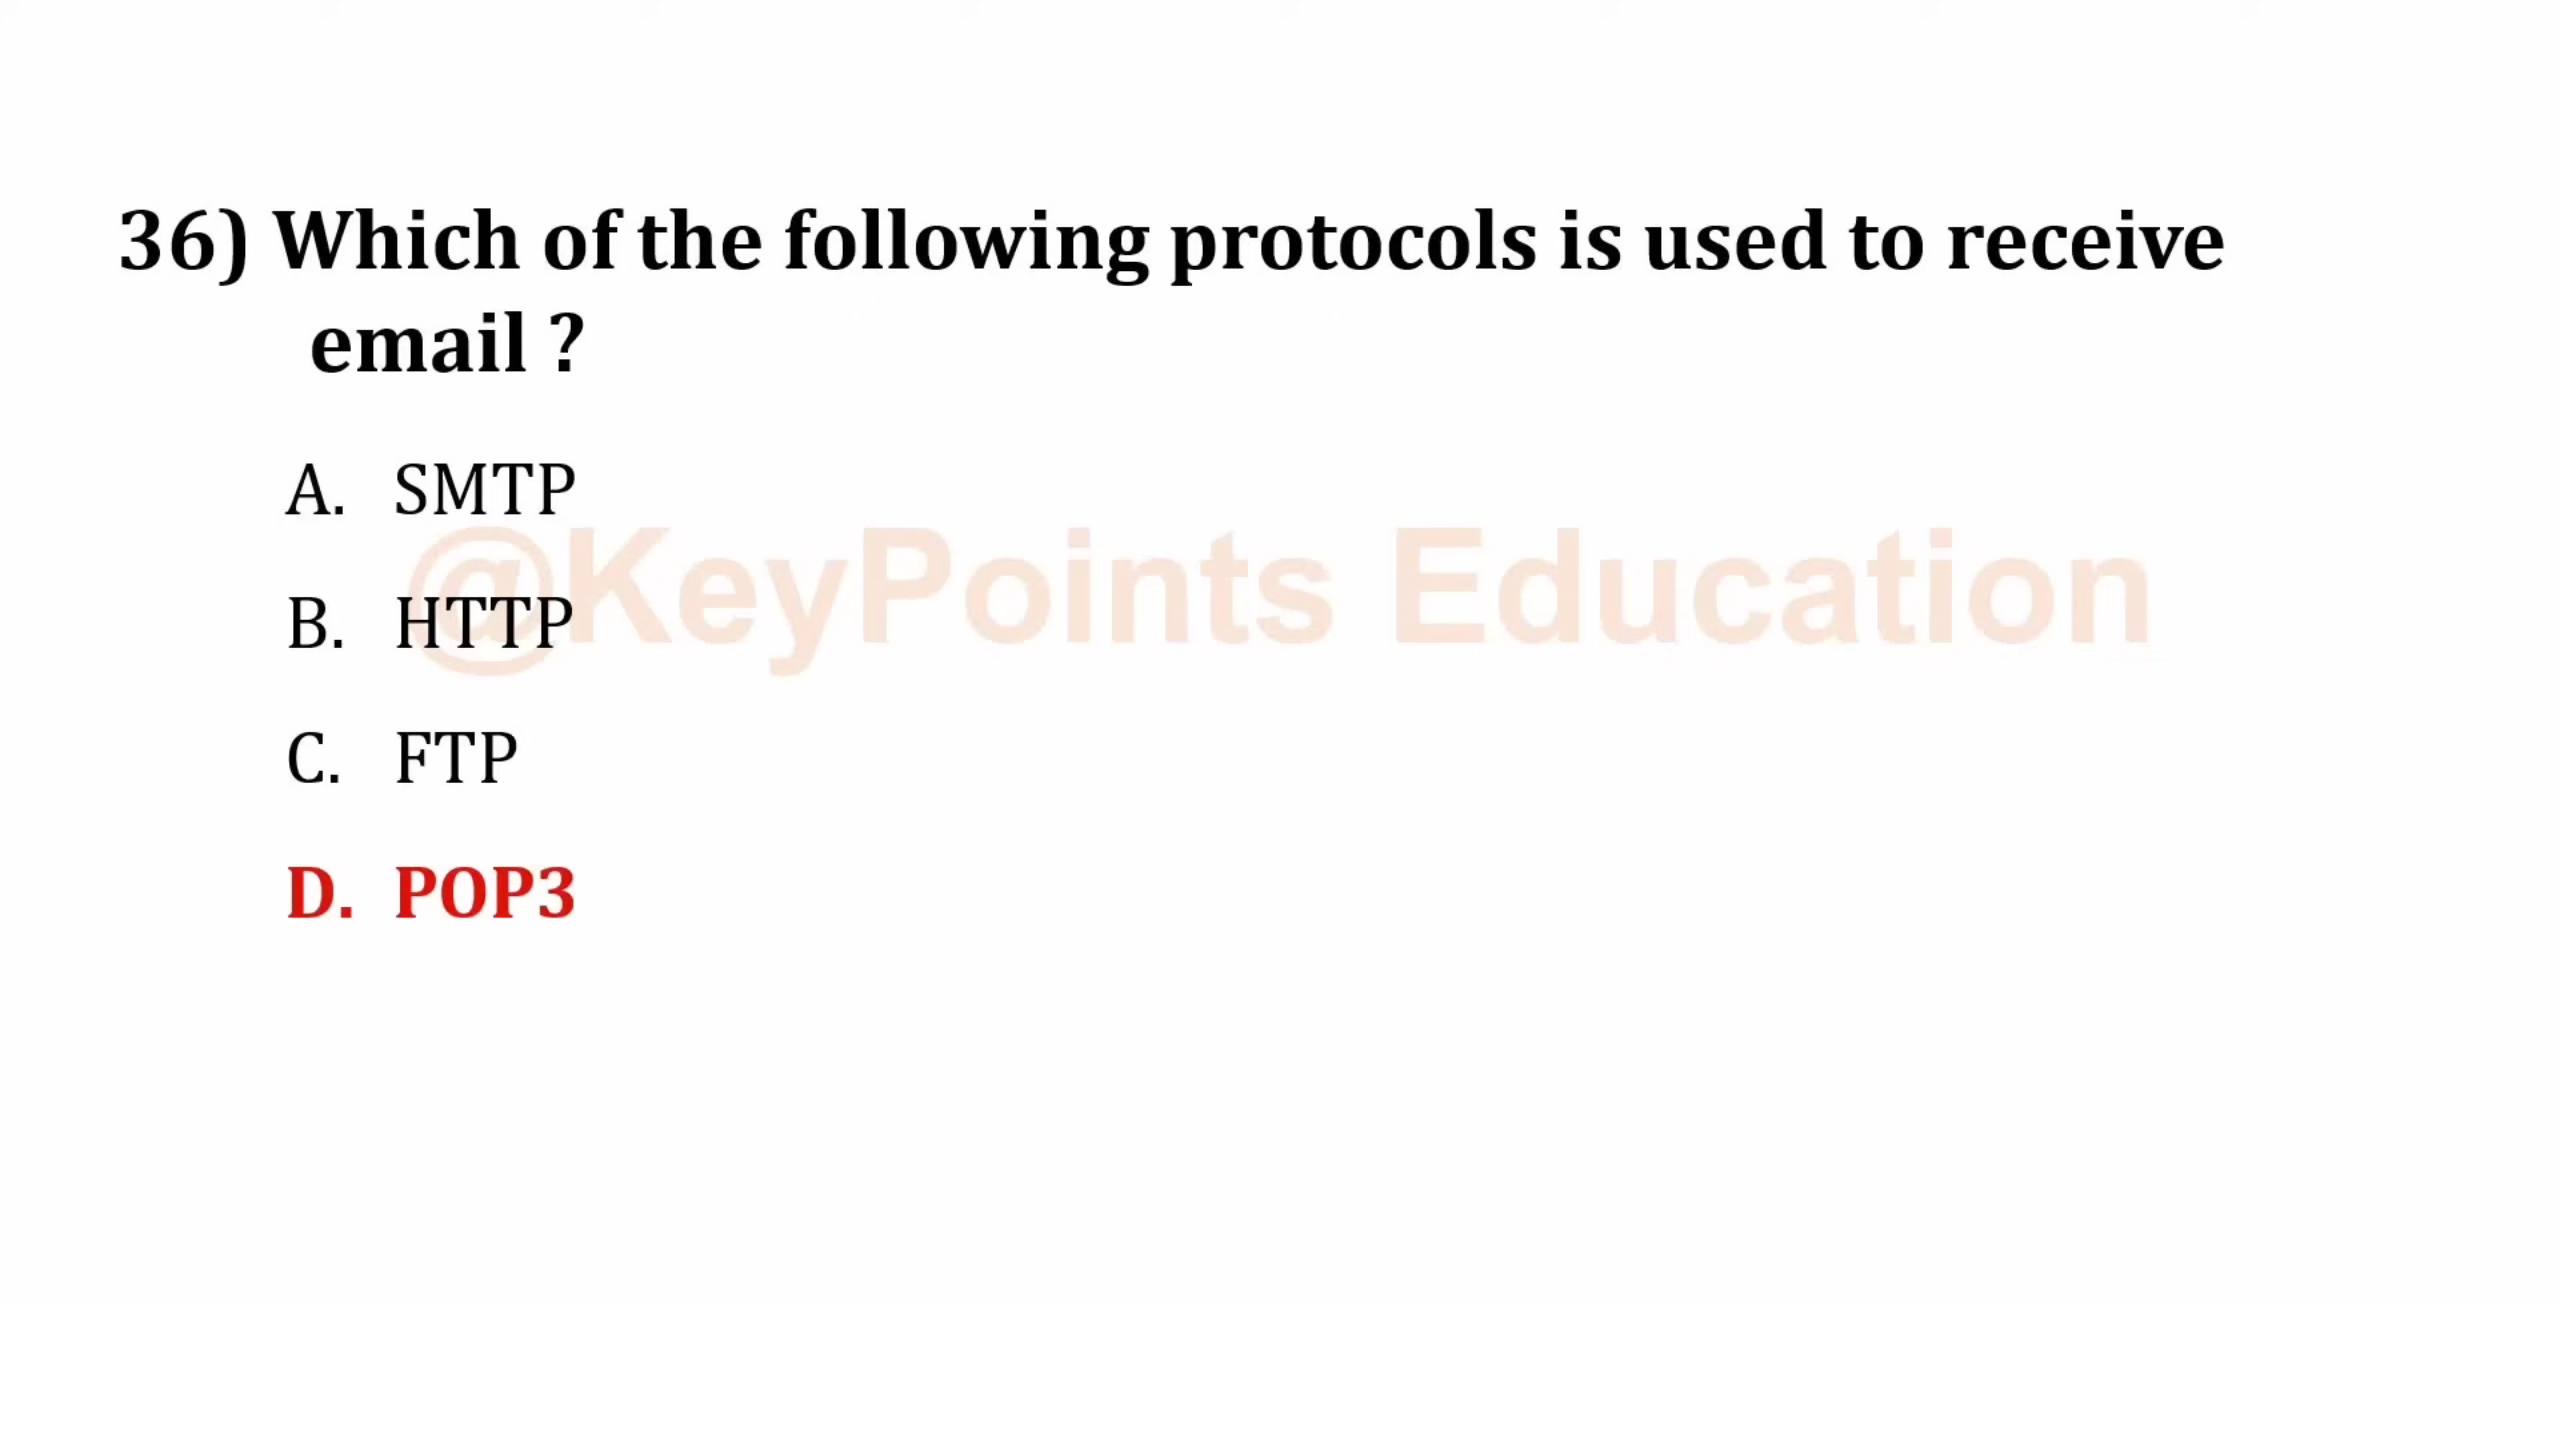 36) Which of the following protocols is used to receive
email ?
A. SMTP
@KeyPoints Education
B. HTTP
C. FTP
D. POP3